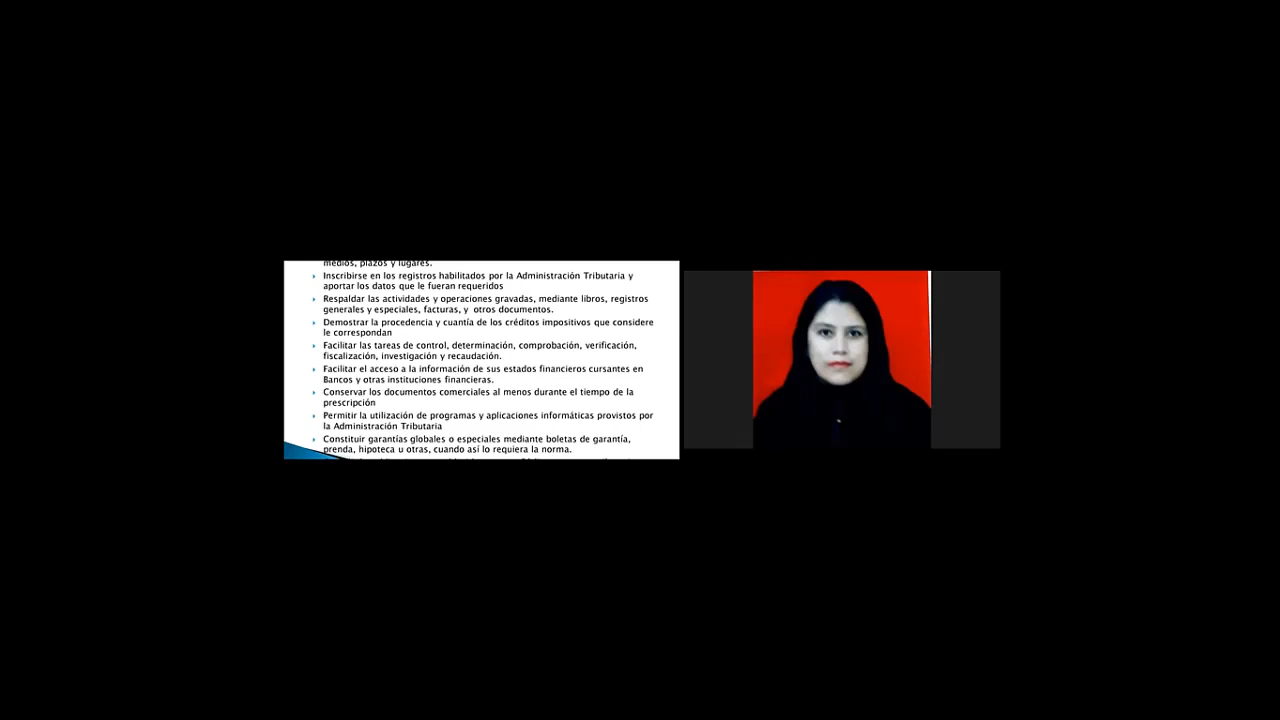 medios, plazos y lugares.
Inscribirse en los registros habilitados por la Administración Tributaria y
aportar los datos que le fueran requeridos
Respaldar las actividades y operaciones gravadas, mediante libros, registros
generales y especiales, facturas, y otros documentos.
Demostrar la procedencia y cuantía de los créditos impositivos que considere
le correspondan
Facilitar las tareas de control, determinación, comprobación, verificación,
fiscalización, investigación y recaudación.
Facilitar el acceso a la información de sus estados financieros cursantes en
Bancos y otras instituciones financieras.
Conservar los documentos comerciales al menos durante el tiempo de la
prescripción
Permitir la utilización de programas y aplicaciones informáticas provistos por
la Administración Tributaria
Constituir garantías globales o especiales mediante boletas de garantía,
prenda, hipoteca u otras, cuando así lo requiera la norma.